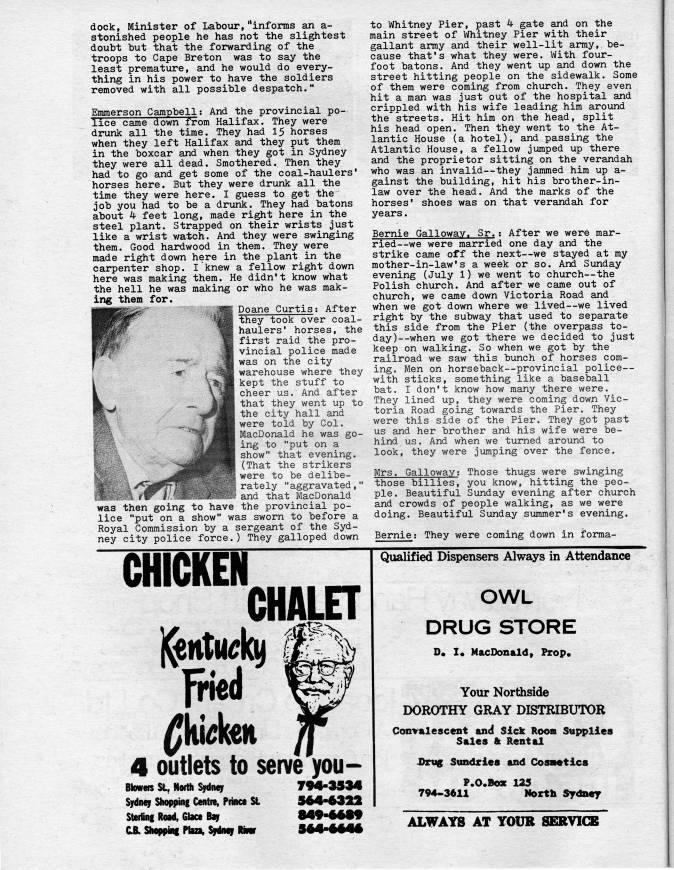 dock, Minister of Labour,"informs an a-
stonished people he has not the slightest
doubt but that the forwarding of the
troops to Cape Breton  was to say the
least premature, and he would do every-
thing in his power to have the soldiers
removed with all possible despatch."
Emmerson Campbell: And the provincial po-
lice came down from Halifax. They were
drunk all the time. They had 15 horses
when they left Halifax and they put them
in the boxcar and when they got in Sydney
they were all dead. Smothered. Then they
had to go and get some of the coal-haulers'
horses here. But they were drunk all the
time they were here. I guess to get the
job you had to be a drunk. They had batons
about 4 feet long, made right here in the
steel plant. Strapped on their wrists just
like a wrist watch. And they were swinging
them. Good hardwood in them. They were
made right down here in the plant in the
carpenter shop. I knew a fellow right down
here was making them. He didn't know what
the hell he was making or who he was mak-
ing them for.
Doane Curtis: After
they took over coal-
haulers' horses, the
first raid the pro-
vincial police made
was on the city
warehouse where they
kept the stuff to
cheer us. And after
that they went up to
the city hall and
were told by Col.
MacDonald he was go-
ing to "put on a
show" that evening.
(That the strikers
were to be delibe-
rately "aggravated,"
and that MacDonald
was then going to have the provincial po-
lice "put on a show" was sworn to before a
Royal Commission by a sergeant of the Syd-
ney city police force.) They galloped down
to Whitney Pier, past 4 gate and on the
main street of Whitney Pier with their
gallant army and their well-lit army, be-
cause that's what they were. With four-
foot batons. And they went up and down the
street hitting people on the sidewalk. Some
of them were coming from church. They even
hit a man was just out of the hospital and
crippled with his wife leading him around
the streets. Hit him on the head, split
his head open. Then they went to the At-
lantic House (a hotel), and passing the
Atlantic House, a fellow jumped up there
and the proprietor sitting on the verandah
who was an invalid--they jammed him up a-
gainst the building, hit his brother-in-
law over the head. And the marks of the
horses' shoes was on that verandah for
years.
Bernie Galloway, Sr.: After we were mar-
ried--we were married one day and the
strike came off the next--we stayed at my
mother-in-law's a week or so. And Sunday
evening (July 1) we went to church--the
Polish church. And after we came out of
church, we came down Victoria Road and
when we got down where we lived--we lived
right by the subway that used to separate
this side from the Pier (the overpass to-
day)--when we got there we decided to just
keep on walking. So when we got by the
railroad we saw this bunch of horses com-
ing. Men on horseback--provincial police--
with sticks, something like a baseball
bat. I don't know how many there were.
They lined up, they were coming down Vic-
toria Road going towards the Pier. They
were this side of the Pier. They got past
us and her brother and his wife were be-
hind us. And when we turned around to
look, they were jumping over the fence.
Mrs. Galloway: Those thugs were swinging
those billies, you know, hitting the peo-
ple. Beautiful Sunday evening after church
and crowds of people walking, as we were
doing. Beautiful Sunday summer's evening.
Bernie: They were coming down in forma-
CHICKEN
CHALET
Kentucky
Fried
Chicken
4 outlets to serve you—
Blowers St., North Sydney 794-3534
Sydney Shopping Centre, Prince St. 564-6322
Sterling Road, Glace Bay 849-6689
C.B. Shopping Plaza, Sydney River 564-6646
Qualified Dispensers Always in Attendance
OWL
DRUG STORE
D. I. MacDonald, Prop.
Your Northside
DOROTHY GRAY DISTRIBUTOR
Convalescent and Sick Room Supplies
Sales & Rental
Drug Sundries and Cosmetics
P.O.Box 125
794-3611 North Sydney
ALWAYS AT YOUR SERVICE